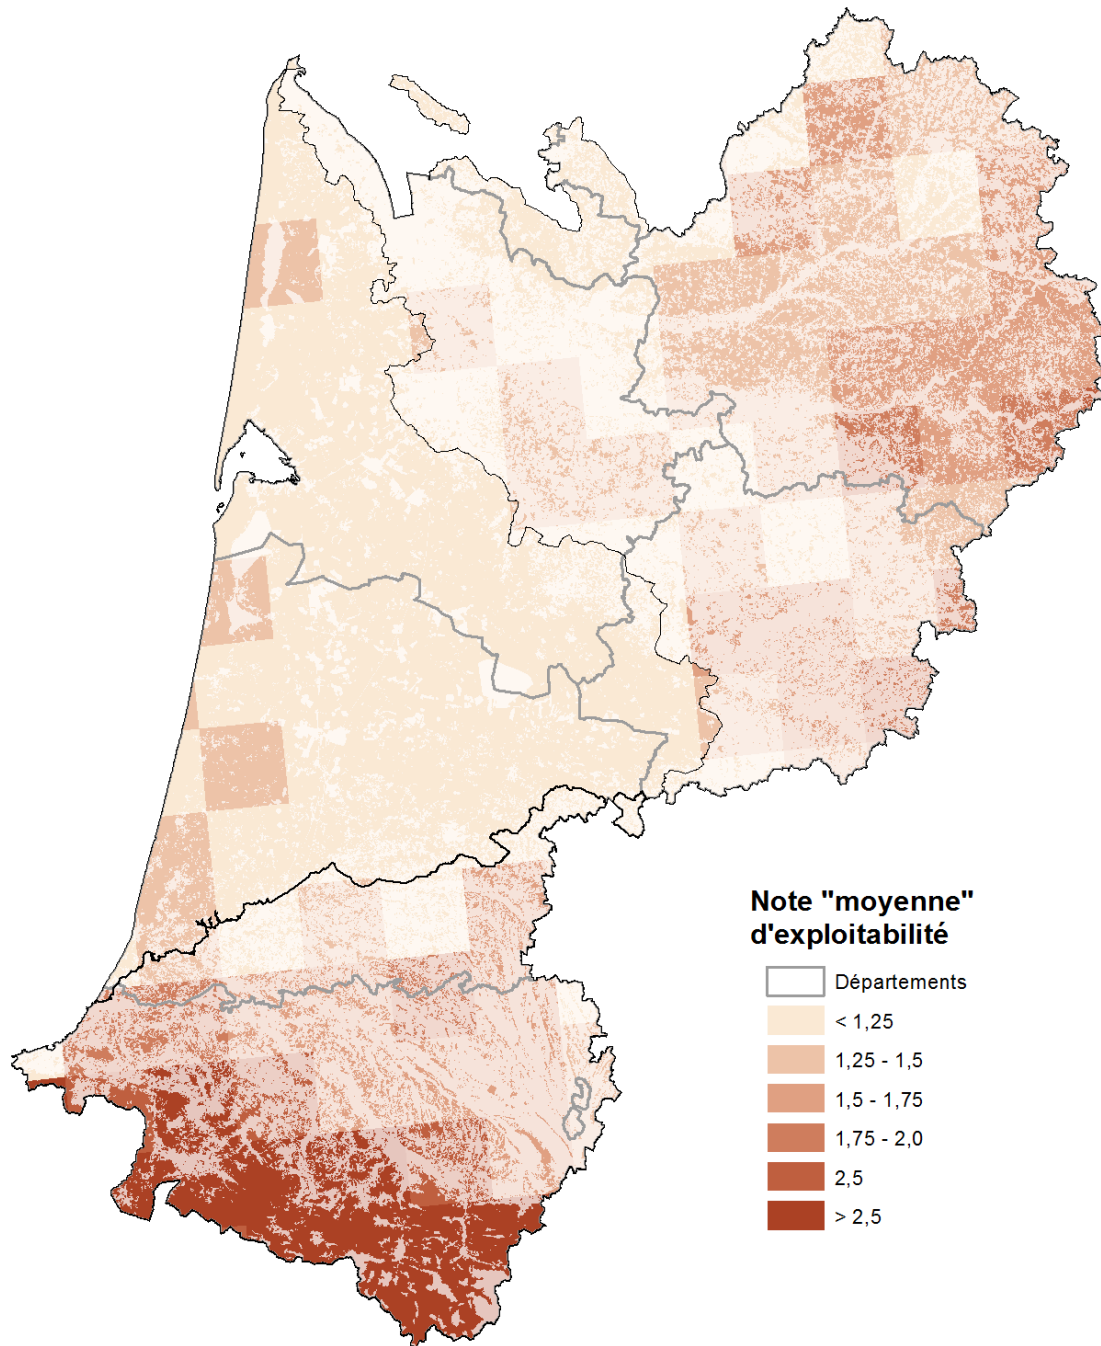 Note "moyenne"
d'exploitabilité
Départements
< 1,25
1,25 - 1,5
1,5 - 1,75
1,75 - 2,0
2,5
> 2,5